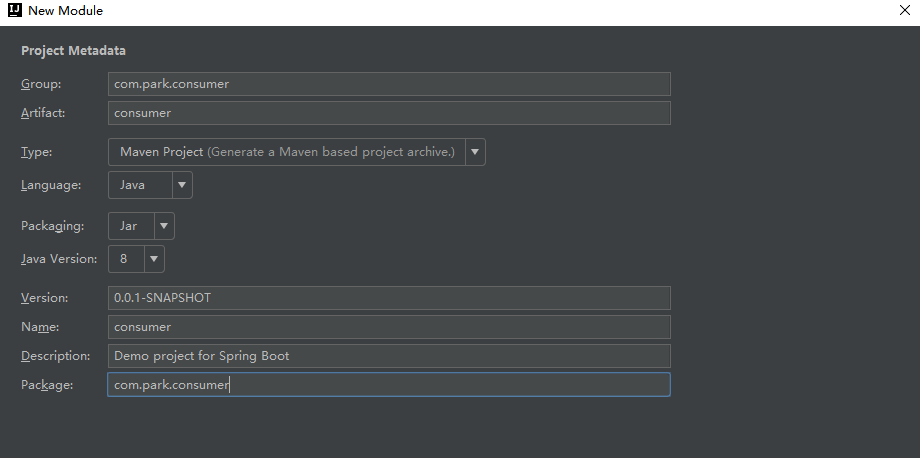 IJ New Module
Project Metadata
Group: com.park.consumer
Artifact: consumer
Type: Maven Project (Generate a Maven based project archive.)
Language: Java
Packaging: Jar
Java Version: 8
Version: 0.0.1-SNAPSHOT
Name: consumer
Description: Demo project for Spring Boot
Package: com.park.consumer